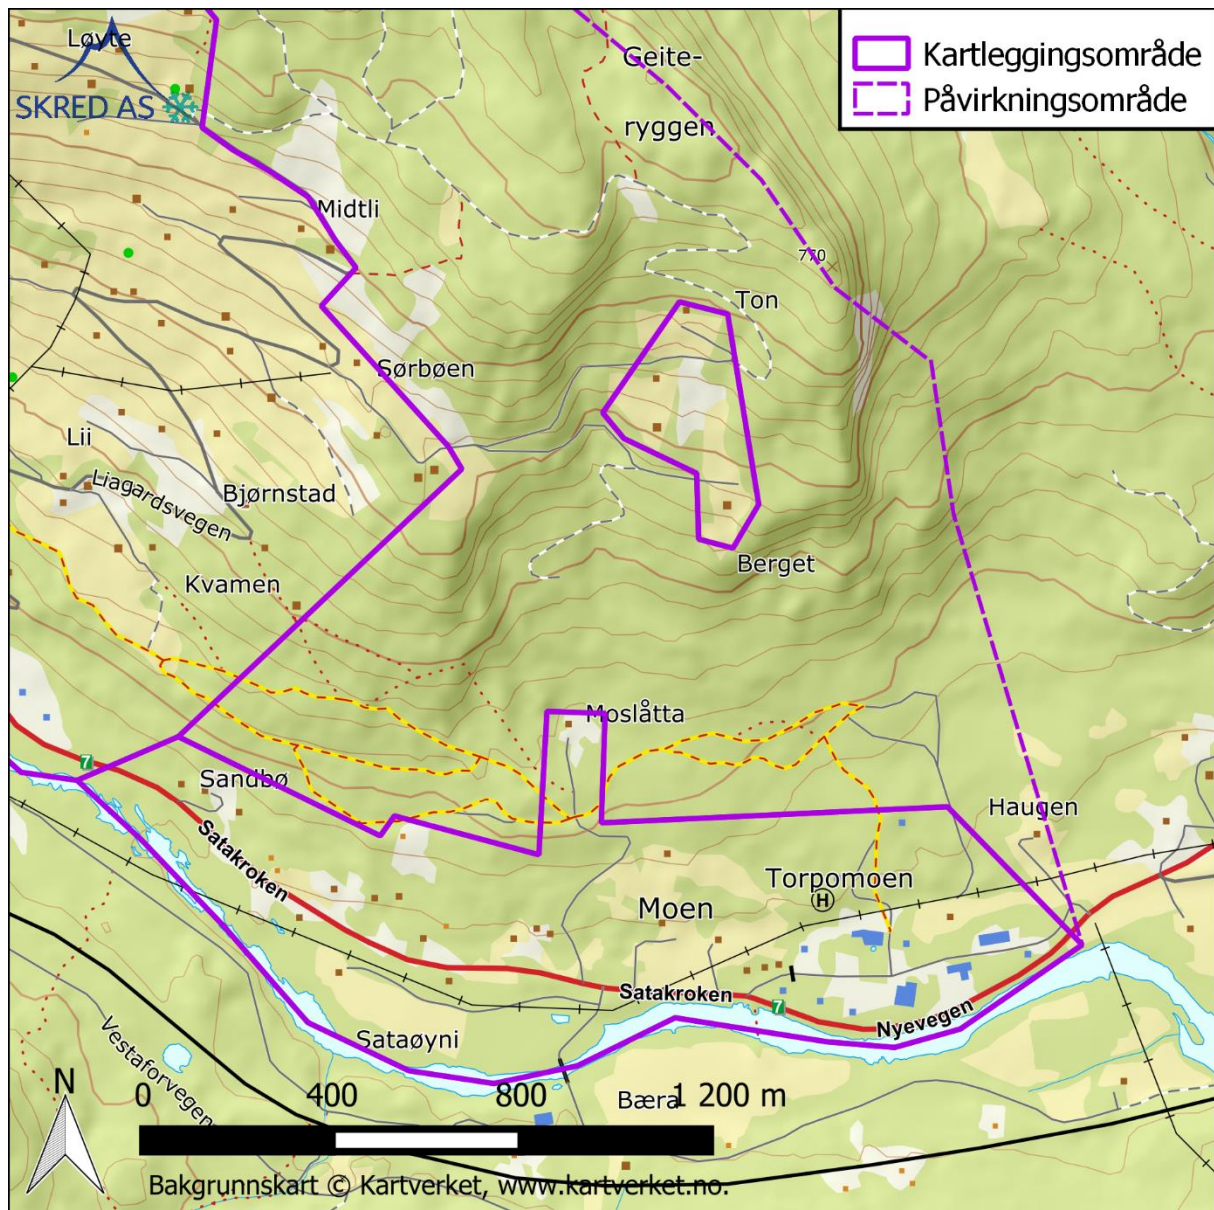 Løyte
SKRED AS
Geite-
ryggen
Kartleggingsområde
Påvirkningsområde
Midtli
770
Ton
Sørbøen
Lii
Liagardsvegen
Bjørnstad
Berget
Kvamen
Moslåtta
7
Sandbø
Haugen
Satakroken
Torpomoen
H
Moen
Satakroken
7
Nyevegen
Sataøyni
Vestaforvegen
Bæra
N
0 400 800 1 200 m
Bakgrunnskart © Kartverket, www.kartverket.no.